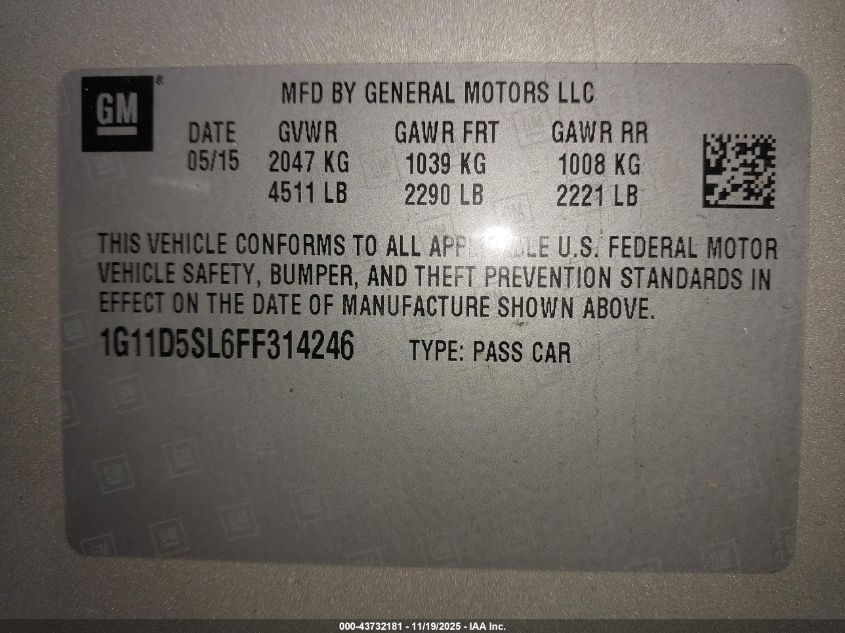 GM ®
MFD BY GENERAL MOTORS LLC
DATE GVWR GAWR FRT GAWR RR
05/15 2047 KG 1039 KG 1008 KG
4511 LB 2290 LB 2221 LB
THIS VEHICLE CONFORMS TO ALL U.S. FEDERAL MOTOR
VEHICLE SAFETY, BUMPER, AND THEFT PREVENTION STANDARDS IN
EFFECT ON THE DATE OF MANUFACTURE SHOWN ABOVE.
1G11D5SL6FF314246 TYPE: PASS CAR
000-43732181 - 11/19/2025 - IAA Inc.